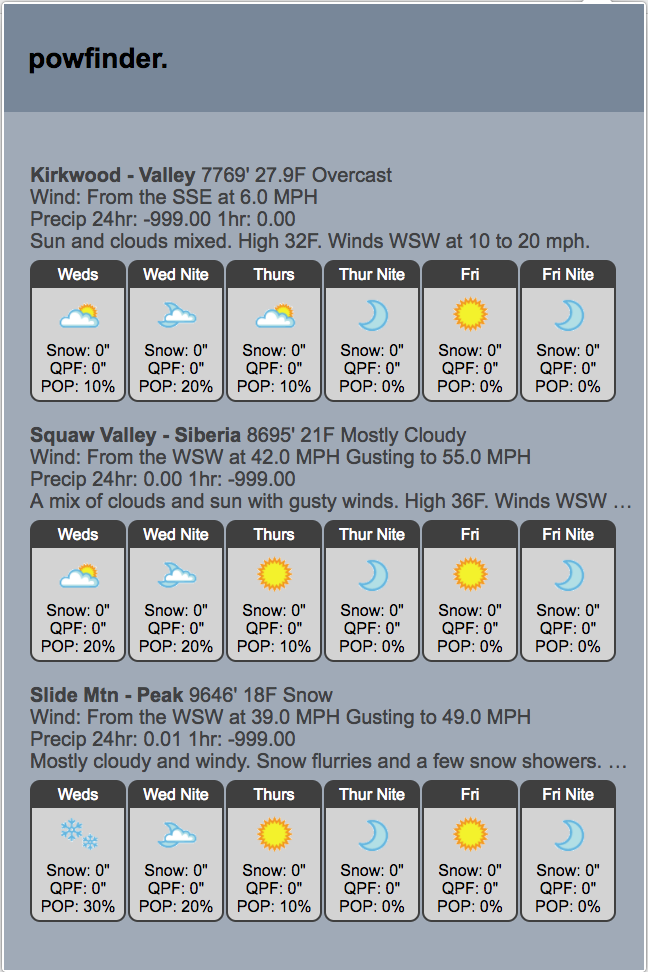 powfinder.
Kirkwood - Valley 7769' 27.9F Overcast
Wind: From the SSE at 6.0 MPH
Precip 24hr: -999.00 1hr: 0.00
Sun and clouds mixed. High 32F. Winds WSW at 10 to 20 mph.
Weds Wed Nite Thurs Thur Nite Fri Fri Nite
Snow: 0" Snow: 0" Snow: 0" Snow: 0" Snow: 0" Snow: 0"
QPF: 0" QPF: 0" QPF: 0" QPF: 0" QPF: 0" QPF: 0"
POP: 10% POP: 20% POP: 10% POP: 0% POP: 0% POP: 0%
Squaw Valley - Siberia 8695' 21F Mostly Cloudy
Wind: From the WSW at 42.0 MPH Gusting to 55.0 MPH
Precip 24hr: 0.00 1hr: -999.00
A mix of clouds and sun with gusty winds. High 36F. Winds WSW …
Weds Wed Nite Thurs Thur Nite Fri Fri Nite
Snow: 0" Snow: 0" Snow: 0" Snow: 0" Snow: 0" Snow: 0"
QPF: 0" QPF: 0" QPF: 0" QPF: 0" QPF: 0" QPF: 0"
POP: 20% POP: 20% POP: 10% POP: 0% POP: 0% POP: 0%
Slide Mtn - Peak 9646' 18F Snow
Wind: From the WSW at 39.0 MPH Gusting to 49.0 MPH
Precip 24hr: 0.01 1hr: -999.00
Mostly cloudy and windy. Snow flurries and a few snow showers. …
Weds Wed Nite Thurs Thur Nite Fri Fri Nite
Snow: 0" Snow: 0" Snow: 0" Snow: 0" Snow: 0" Snow: 0"
QPF: 0" QPF: 0" QPF: 0" QPF: 0" QPF: 0" QPF: 0"
POP: 30% POP: 20% POP: 10% POP: 0% POP: 0% POP: 0%